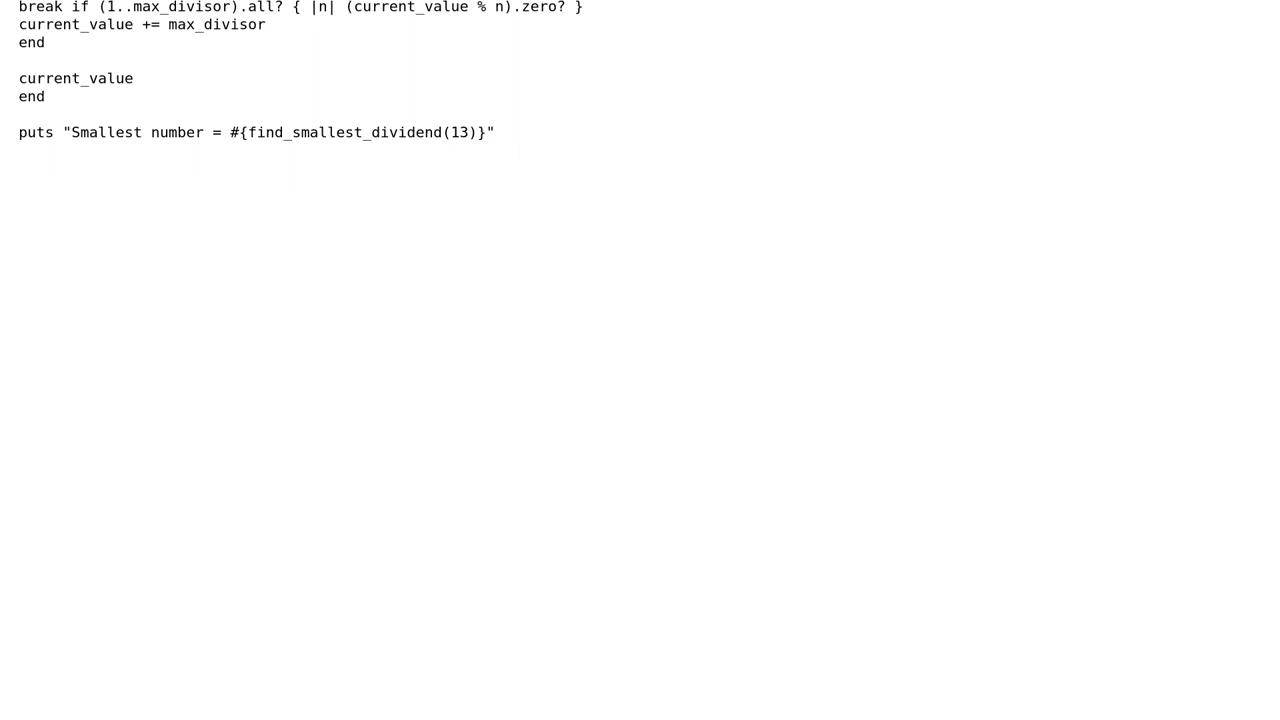 break if (1..max_divisor).all? { |n| (current_value % n).zero? }
current_value += max_divisor
end

current_value
end

puts "Smallest number = #{find_smallest_dividend(13)}"